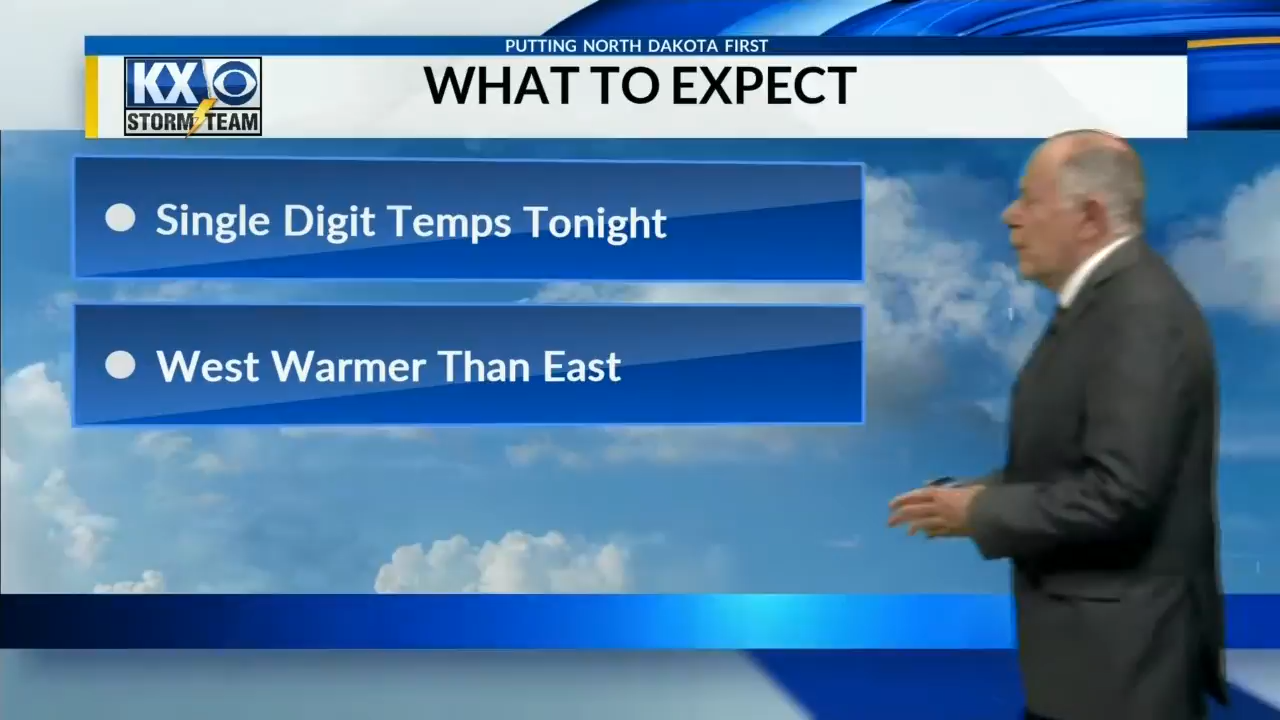 PUTTING NORTH DAKOTA FIRST
KX
STORM TEAM
WHAT TO EXPECT
Single Digit Temps Tonight
West Warmer Than East